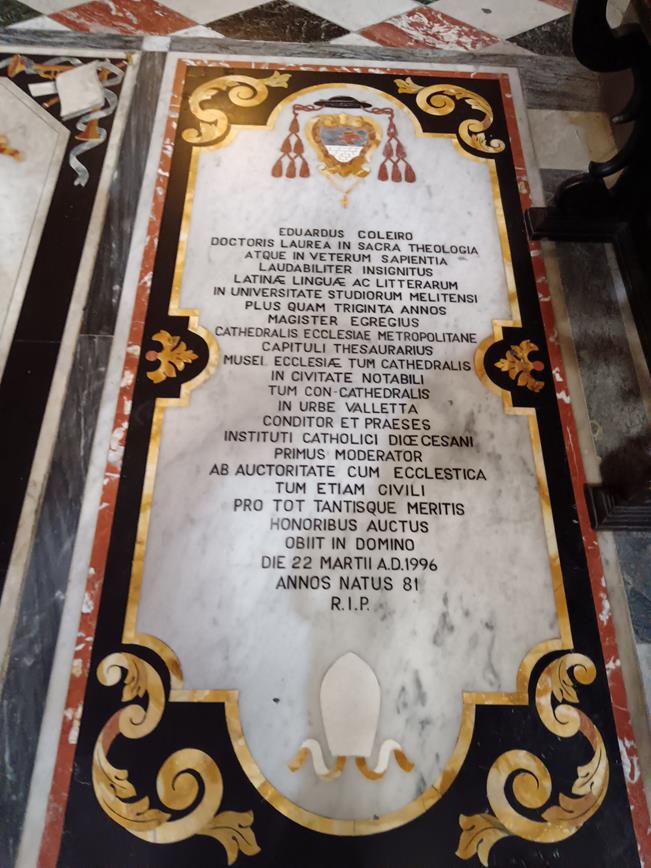 EDUARDUS COLEIRO
DOCTORIS LAUREA IN SACRA THEOLOGIA
ATQUE IN VETERUM SAPIENTIA
LAUDABILITER INSIGNITUS
LATINÆ LINGUÆ AC LITTERARUM
IN UNIVERSITATE STUDIORUM MELITENSI
PLUS QUAM TRIGINTA ANNOS
MAGISTER EGREGIUS
CATHEDRALIS ECCLESIAE METROPOLITANE
CAPITULI THESAURARIUS
MUSEI ECCLESIÆ TUM CATHEDRALIS
IN CIVITATE NOTABILI
TUM CON-CATHEDRALIS
IN URBE VALLETTA
CONDITOR ET PRAESES
INSTITUTI CATHOLICI DIŒCESANI
PRIMUS MODERATOR
AB AUCTORITATE CUM ECCLESTICA
TUM ETIAM CIVILI
PRO TOT TANTISQUE MERITIS
HONORIBUS AUCTUS
OBIIT IN DOMINO
DIE 22 MARTII A.D.1996
ANNOS NATUS 81
R.I.P.